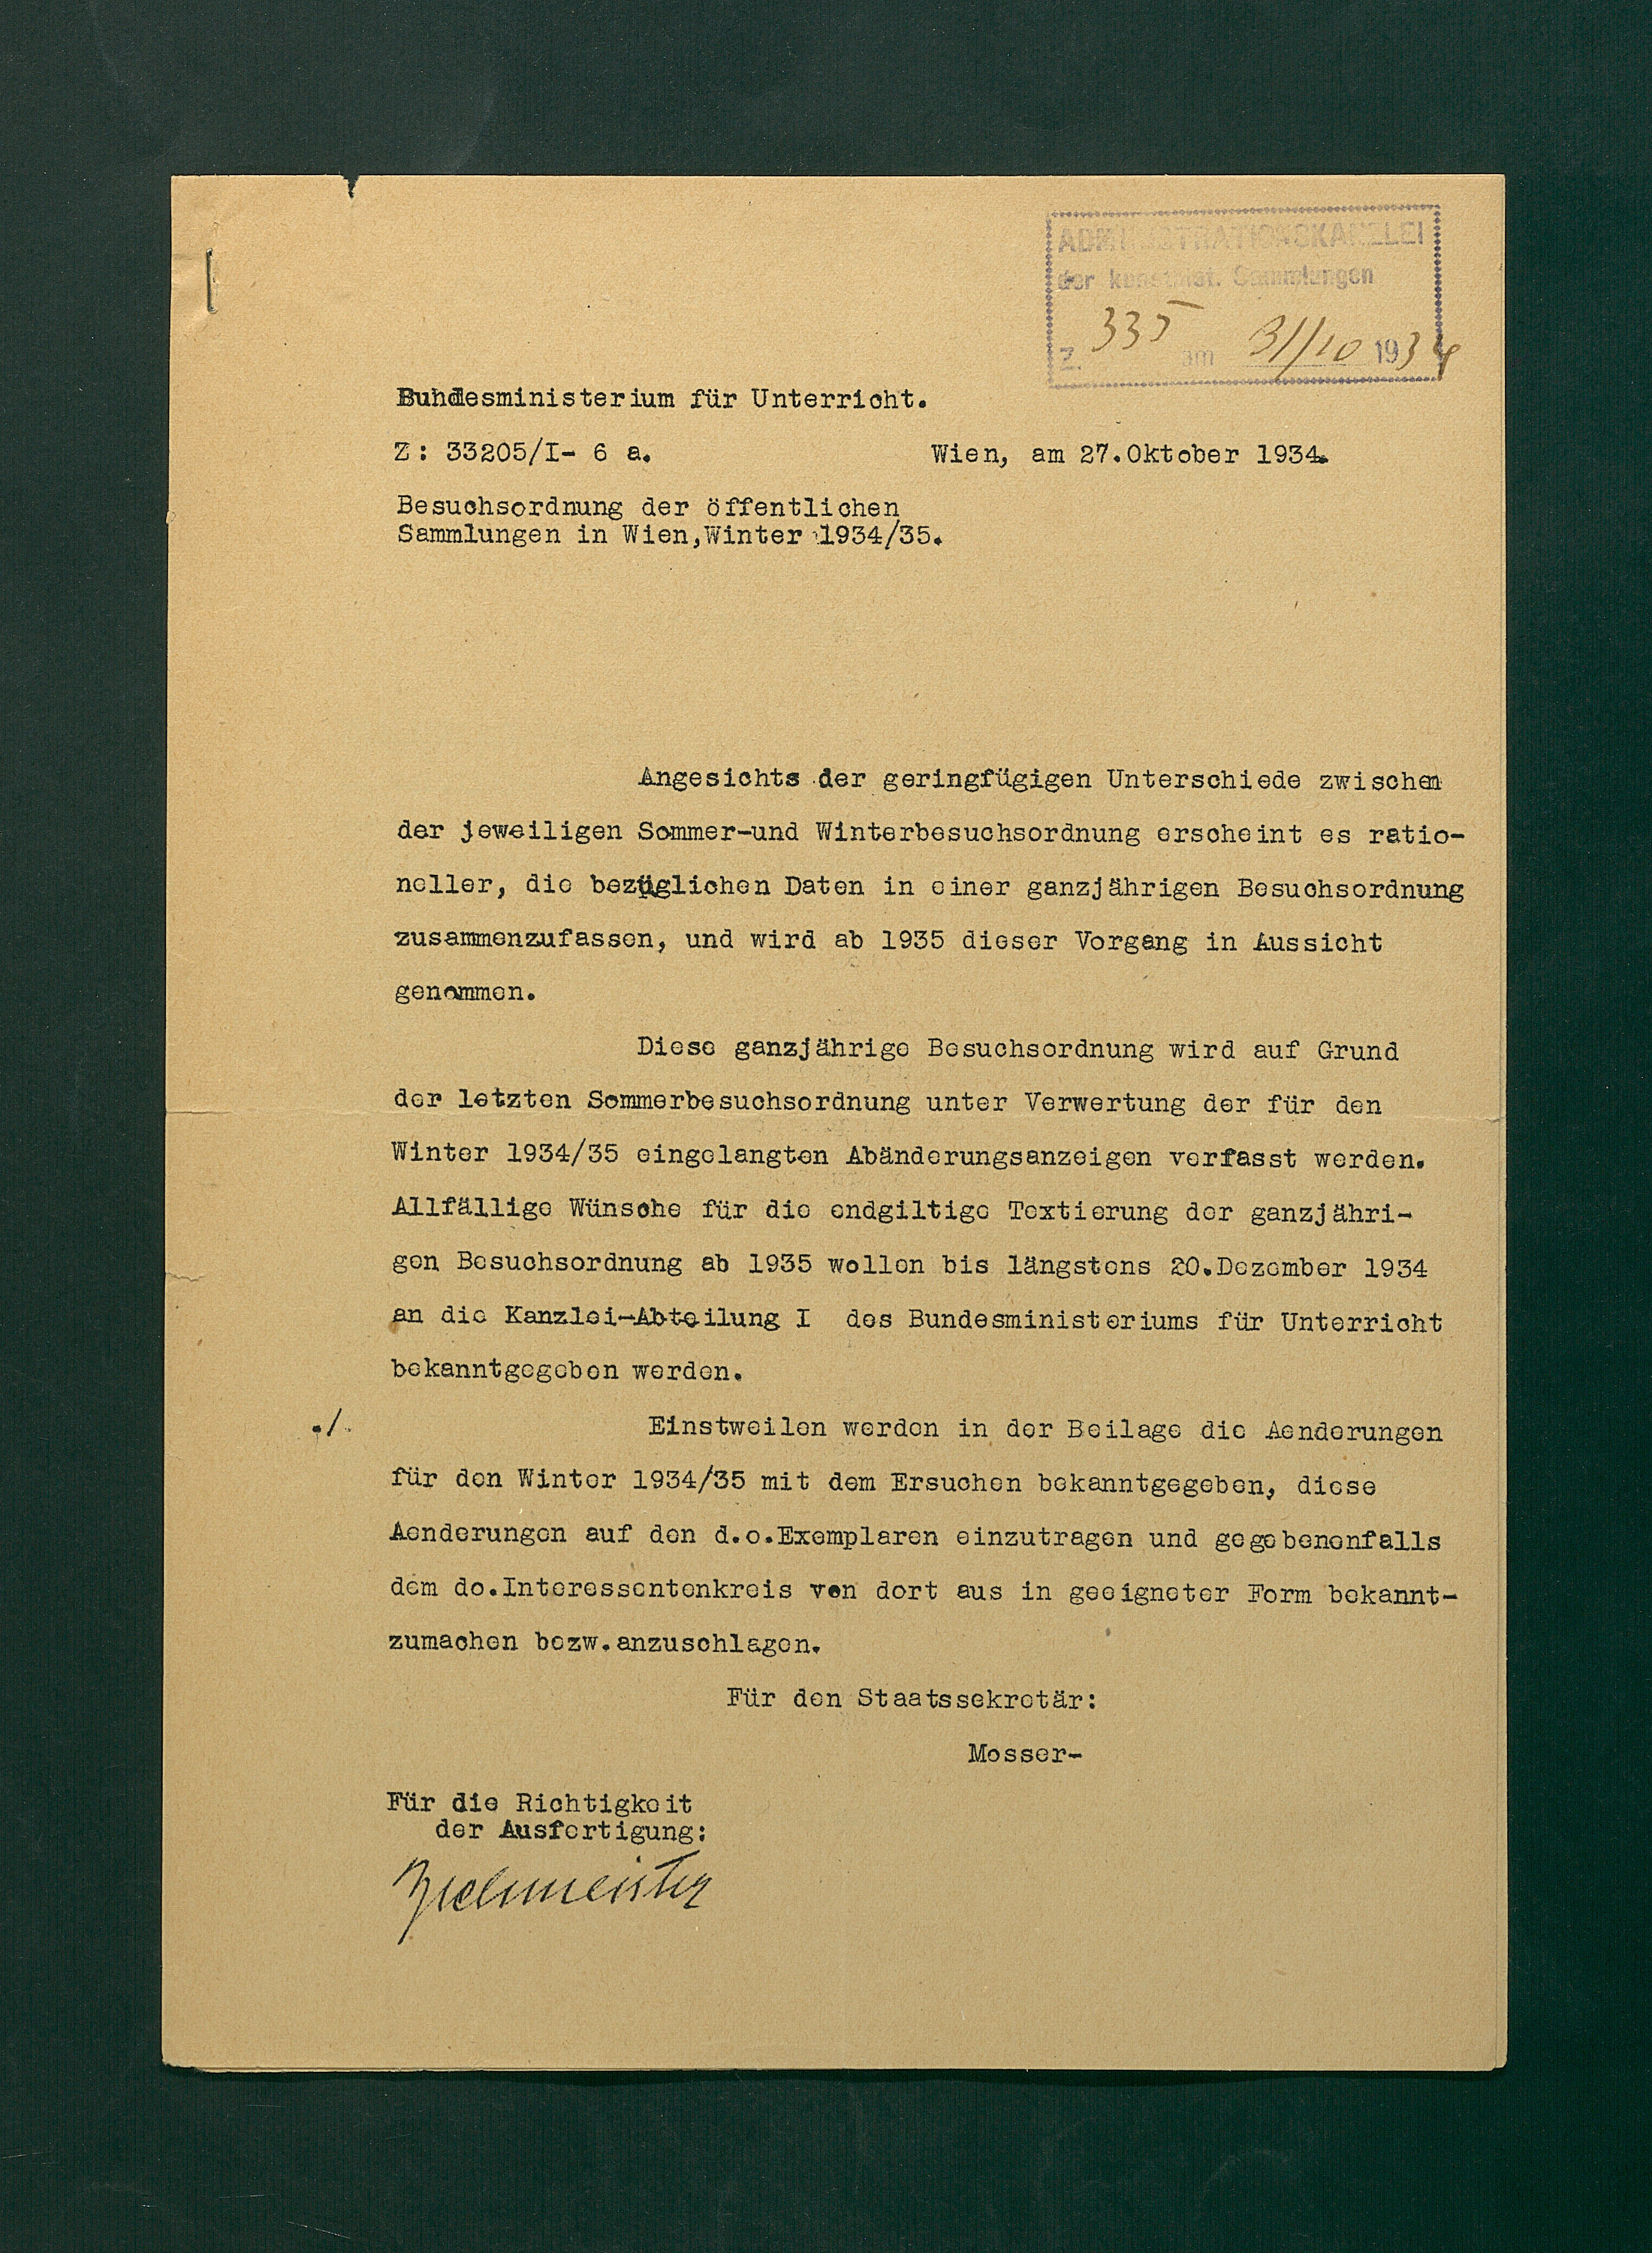 ADMINISTRATIONSKANZLEI
der kunsthist. Sammlungen
Z. 335 am 31/10 1934
Bundesministerium für Unterricht.
Z: 33205/I- 6 a. Wien, am 27.Oktober 1934.
Besuchsordnung der öffentlichen
Sammlungen in Wien,Winter 1934/35.
Angesichts der geringfügigen Unterschiede zwischen
der jeweiligen Sommer-und Winterbesuchsordnung erscheint es ratio-
neller, die bezüglichen Daten in einer ganzjährigen Besuchsordnung
zusammenzufassen, und wird ab 1935 dieser Vorgang in Aussicht
genommen.
Diese ganzjährige Besuchsordnung wird auf Grund
der letzten Sommerbesuchsordnung unter Verwertung der für den
Winter 1934/35 eingelangten Abänderungsanzeigen verfasst werden.
Allfällige Wünsche für die endgiltige Textierung der ganzjähri-
gen Besuchsordnung ab 1935 wollen bis längstens 20.Dezember 1934
an die Kanzlei-Abteilung I des Bundesministeriums für Unterricht
bekanntgegeben werden.
./. Einstweilen werden in der Beilage die Aenderungen
für den Winter 1934/35 mit dem Ersuchen bekanntgegeben, diese
Aenderungen auf den d.o.Exemplaren einzutragen und gegebenenfalls
dem do.Interessentenkreis von dort aus in geeigneter Form bekannt-
zumachen bezw.anzuschlagen.
Für den Staatssekretär:
Mosser-
Für die Richtigkeit
der Ausfertigung: